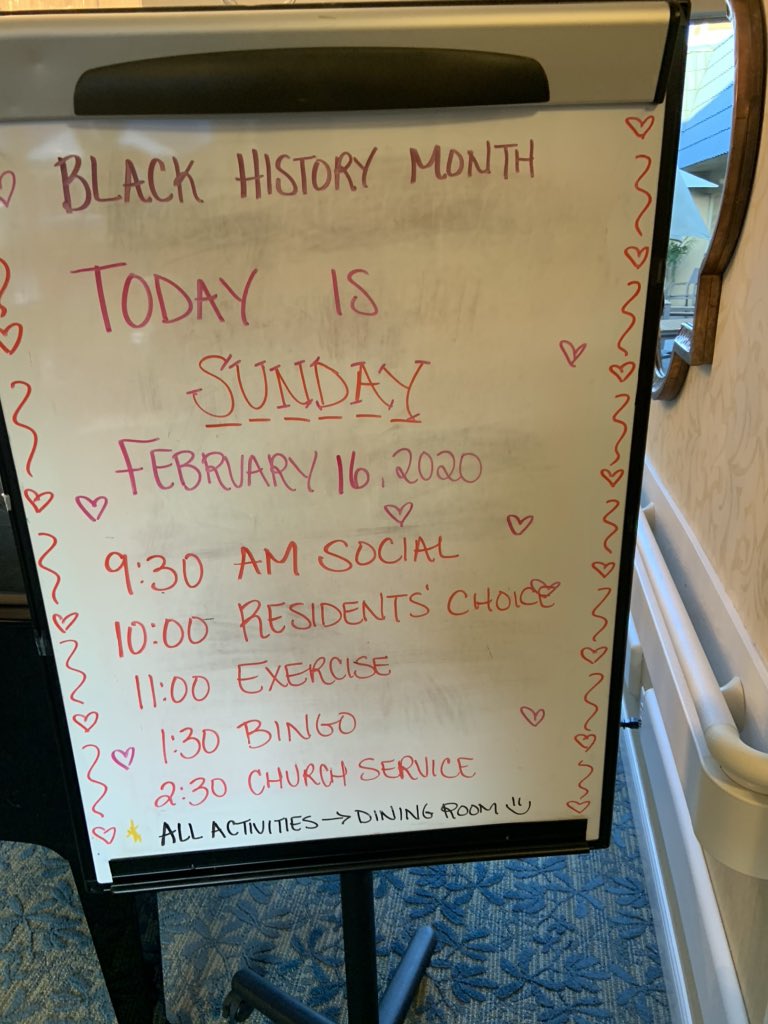 BLACK HISTORY MONTH
TODAY IS
SUNDAY
FEBRUARY 16, 2020
9:30 AM SOCIAL
10:00 RESIDENTS' CHOICE
11:00 EXERCISE
1:30 BINGO
2:30 CHURCH SERVICE
* ALL ACTIVITIES → DINING ROOM